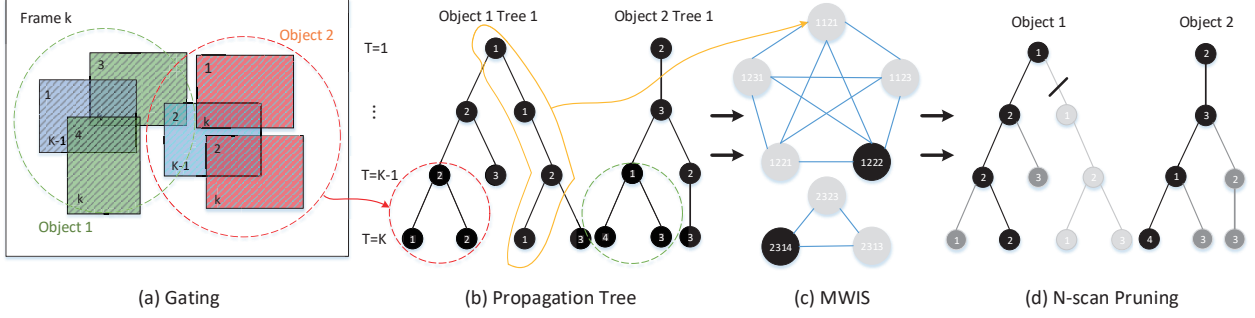 Frame k
Object 2
3
1
1
2
k
k
4
K-1
K-1
2
k
k
Object 1
(a) Gating
Object 1 Tree 1
Object 2 Tree 1
T=1
⋮
T=K-1
T=K
1
2
2
1
3
2
3
2
1
2
1
2
1
3
4
3
3
(b) Propagation Tree
1121
1231
1123
1221
1222
2323
2314
2313
(c) MWIS
Object 1
Object 2
1
2
2
1
3
2
3
2
1
2
1
2
1
3
4
3
3
(d) N-scan Pruning